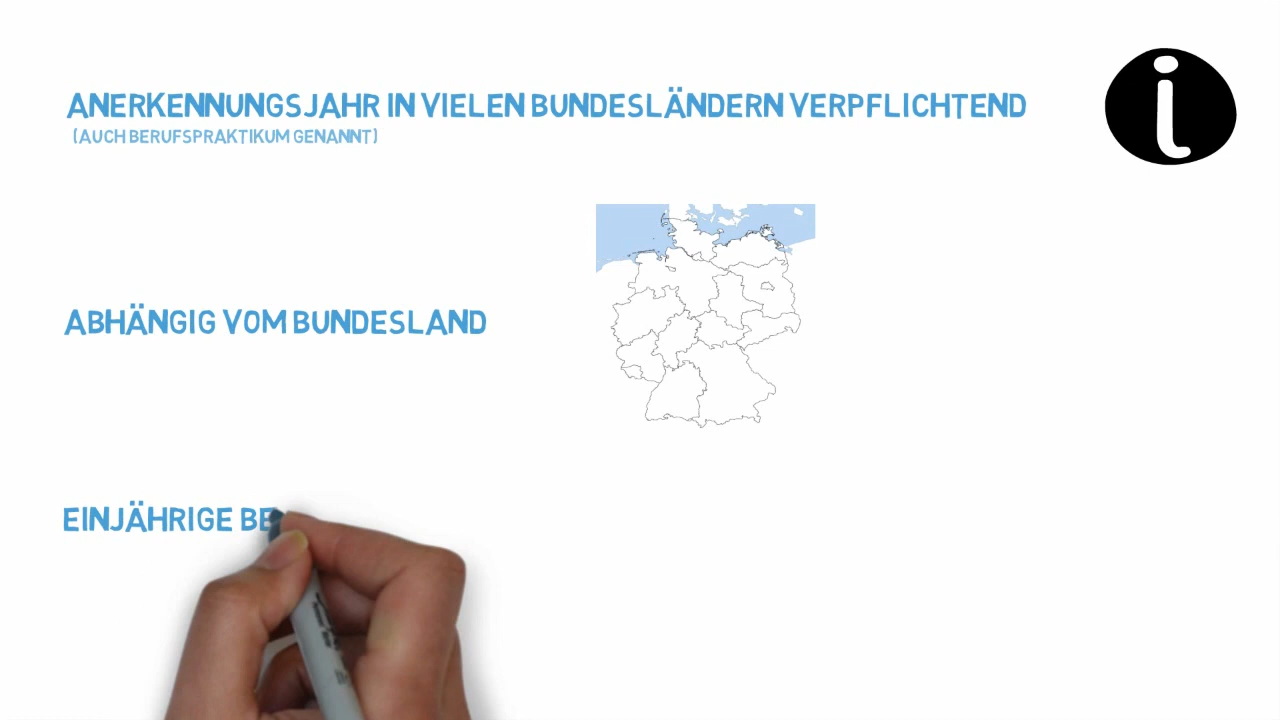 ANERKENNUNGSJAHR IN VIELEN BUNDESLÄNDERN VERPFLICHTEND
(AUCH BERUFSPRAKTIKUM GENANNT)
i
ABHÄNGIG VOM BUNDESLAND
EINJÄHRIGE BE